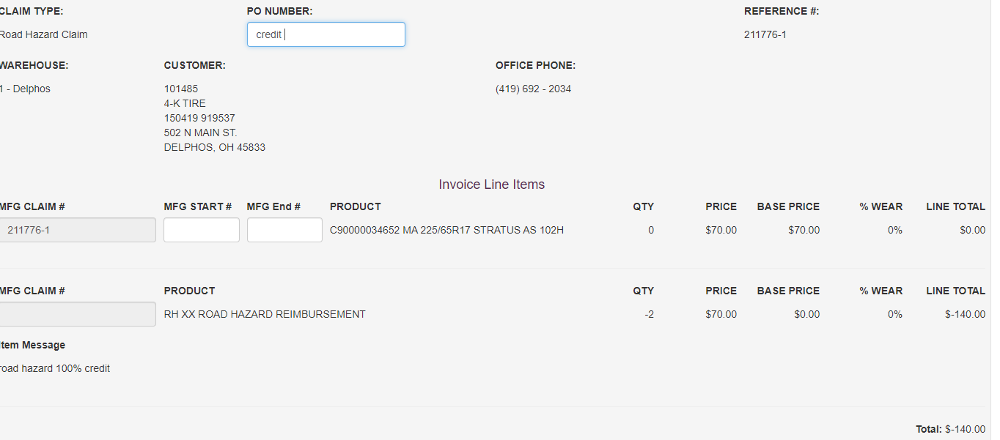 CLAIM TYPE: PO NUMBER: REFERENCE #:
Road Hazard Claim credit 211776-1
WAREHOUSE: CUSTOMER: OFFICE PHONE:
1 - Delphos 101485 (419) 692 - 2034
4-K TIRE
150419 919537
502 N MAIN ST.
DELPHOS, OH 45833
Invoice Line Items
MFG CLAIM # MFG START # MFG End # PRODUCT QTY PRICE BASE PRICE % WEAR LINE TOTAL
211776-1 C90000034652 MA 225/65R17 STRATUS AS 102H 0 $70.00 $70.00 0% $0.00
MFG CLAIM # PRODUCT QTY PRICE BASE PRICE % WEAR LINE TOTAL
RH XX ROAD HAZARD REIMBURSEMENT -2 $70.00 $0.00 0% $-140.00
Item Message
road hazard 100% credit
Total: $-140.00